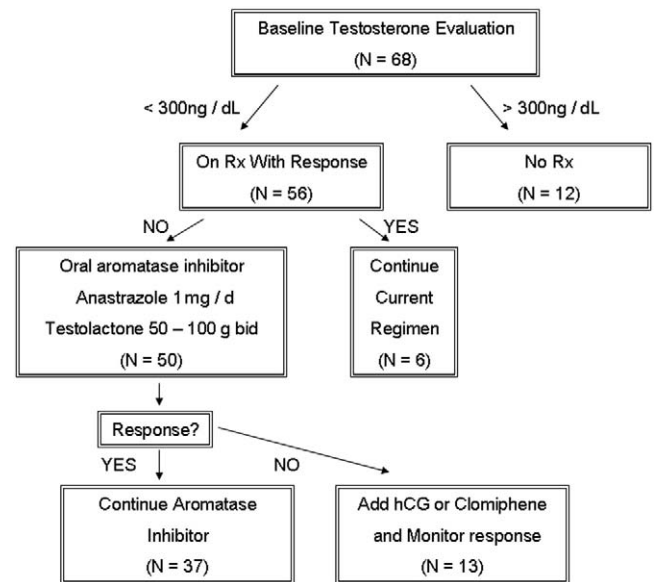 Baseline Testosterone Evaluation
(N = 68)
< 300ng / dL
> 300ng / dL
On Rx With Response
(N = 56)
No Rx
(N = 12)
NO
YES
Oral aromatase inhibitor
Anastrazole 1 mg / d
Testolactone 50 – 100 g bid
(N = 50)
Continue
Current
Regimen
(N = 6)
Response?
YES
NO
Continue Aromatase
Inhibitor
(N = 37)
Add hCG or Clomiphene
and Monitor response
(N = 13)